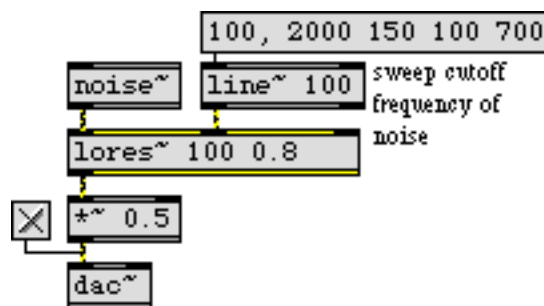 100, 2000 150 100 700
noise~ line~ 100 sweep cutoff
frequency of
noise
lores~ 100 0.8
*~ 0.5
dac~